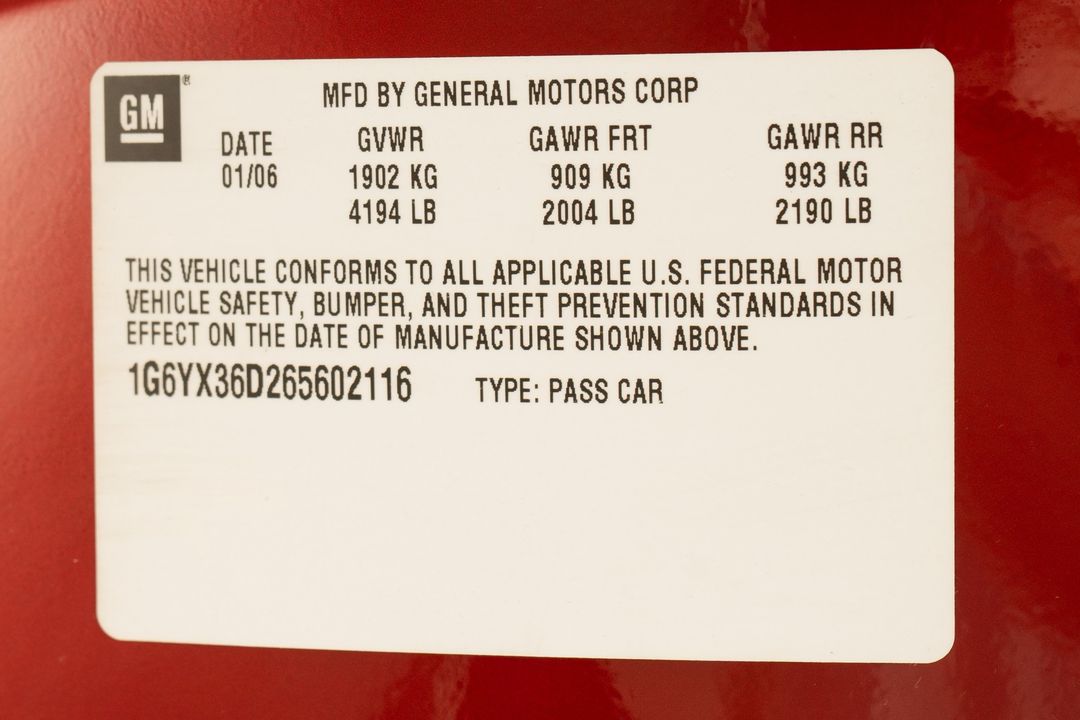 GM®
MFD BY GENERAL MOTORS CORP
DATE GVWR GAWR FRT GAWR RR
01/06 1902 KG 909 KG 993 KG
4194 LB 2004 LB 2190 LB
THIS VEHICLE CONFORMS TO ALL APPLICABLE U.S. FEDERAL MOTOR
VEHICLE SAFETY, BUMPER, AND THEFT PREVENTION STANDARDS IN
EFFECT ON THE DATE OF MANUFACTURE SHOWN ABOVE.
1G6YX36D265602116 TYPE: PASS CAR